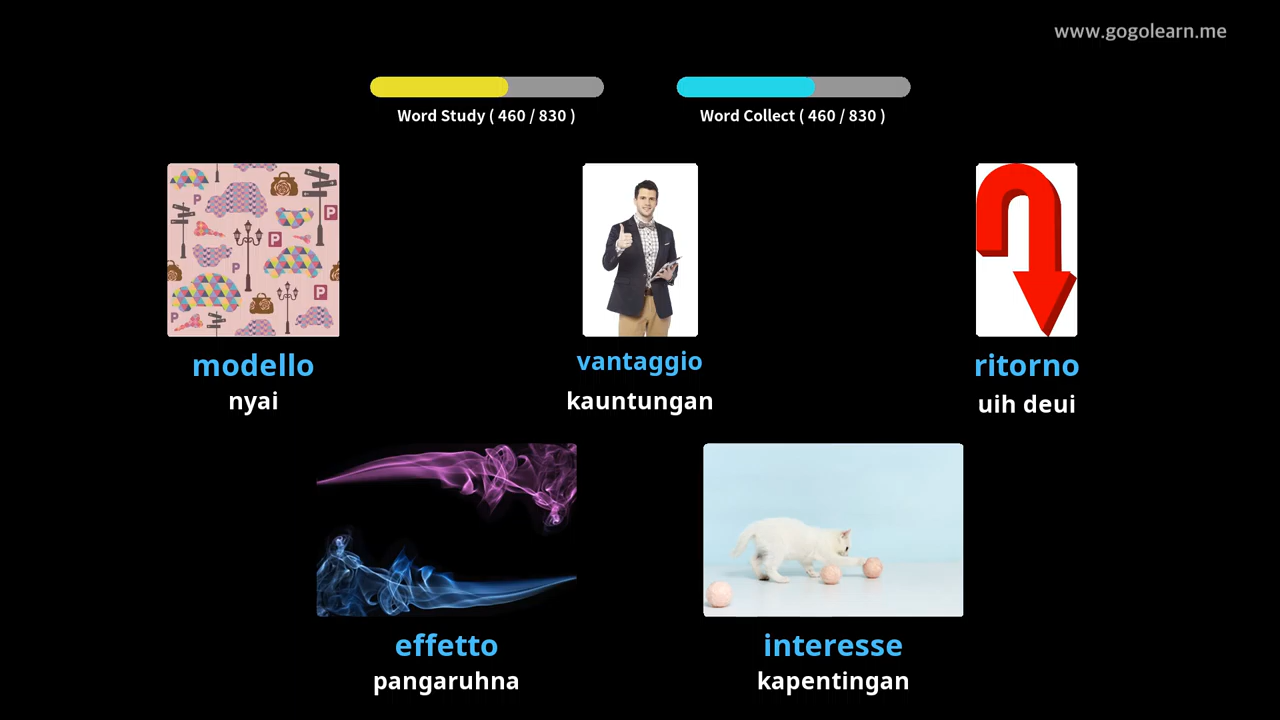 www.gogolearn.me
Word Study ( 460 / 830 )
Word Collect ( 460 / 830 )
P
P
P
P
P
P
modello
nyai
vantaggio
kauntungan
ritorno
uih deui
effetto
pangaruhna
interesse
kapentingan